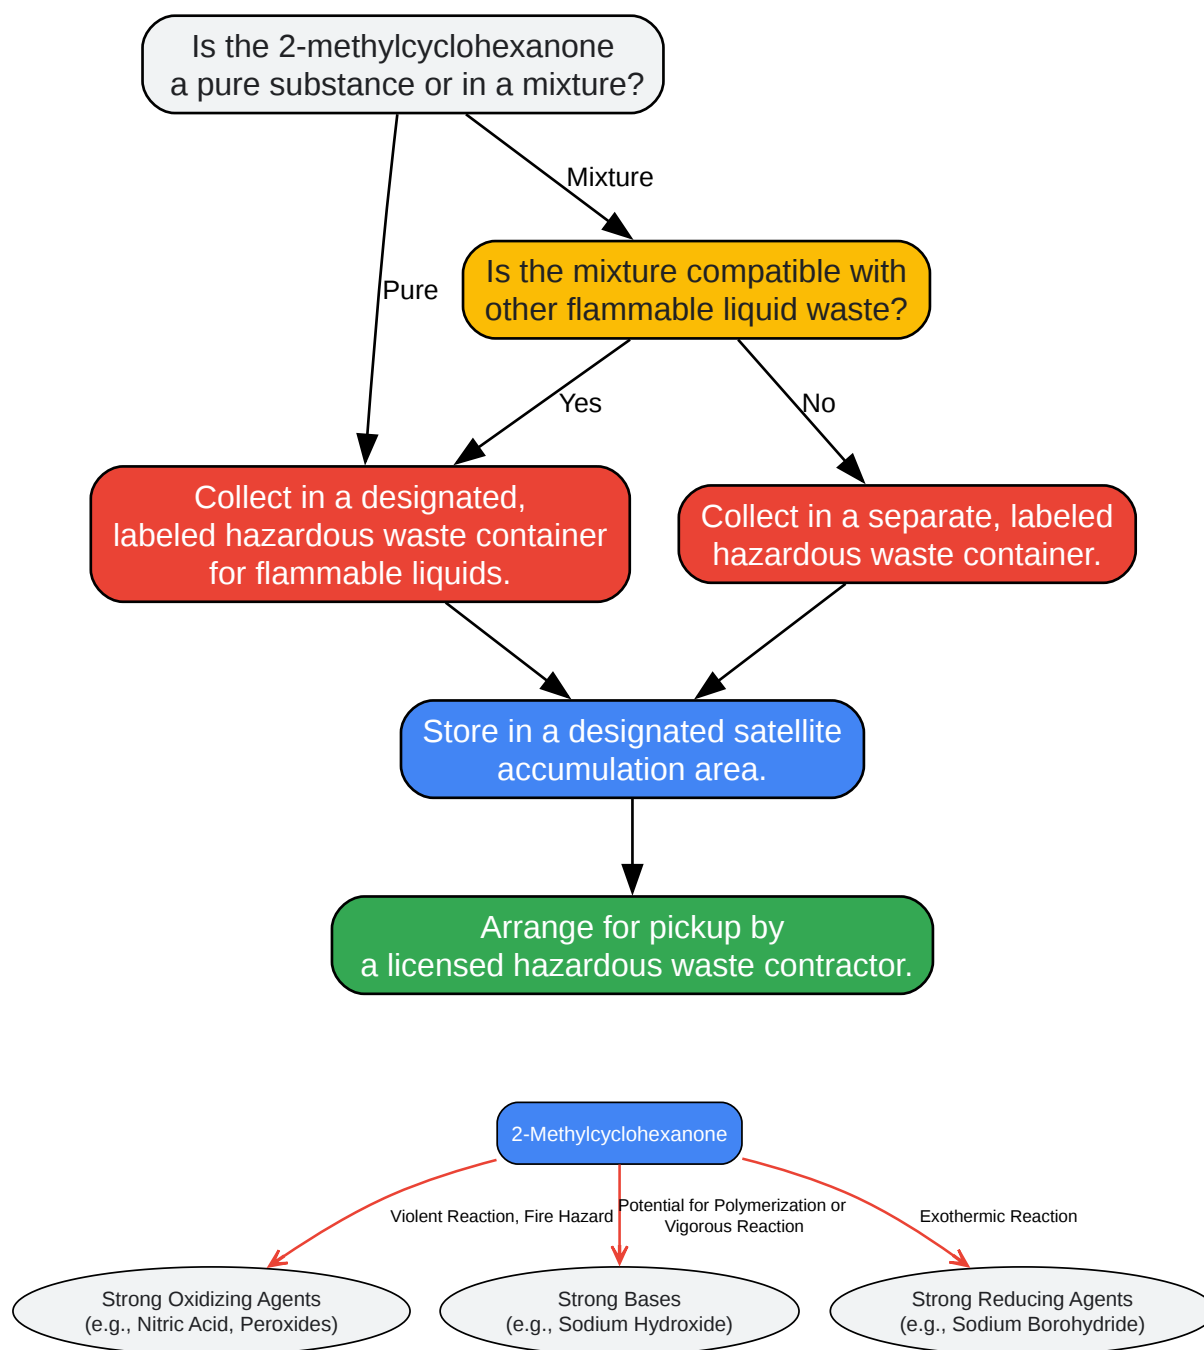 Is the 2-methylcyclohexanone
a pure substance or in a mixture?
Mixture
Is the mixture compatible with
other flammable liquid waste?
Pure
Yes
No
Collect in a designated,
labeled hazardous waste container
for flammable liquids.
Collect in a separate, labeled
hazardous waste container.
Store in a designated satellite
accumulation area.
Arrange for pickup by
a licensed hazardous waste contractor.
2-Methylcyclohexanone
Violent Reaction, Fire Hazard
Potential for Polymerization or
Vigorous Reaction
Exothermic Reaction
Strong Oxidizing Agents
(e.g., Nitric Acid, Peroxides)
Strong Bases
(e.g., Sodium Hydroxide)
Strong Reducing Agents
(e.g., Sodium Borohydride)